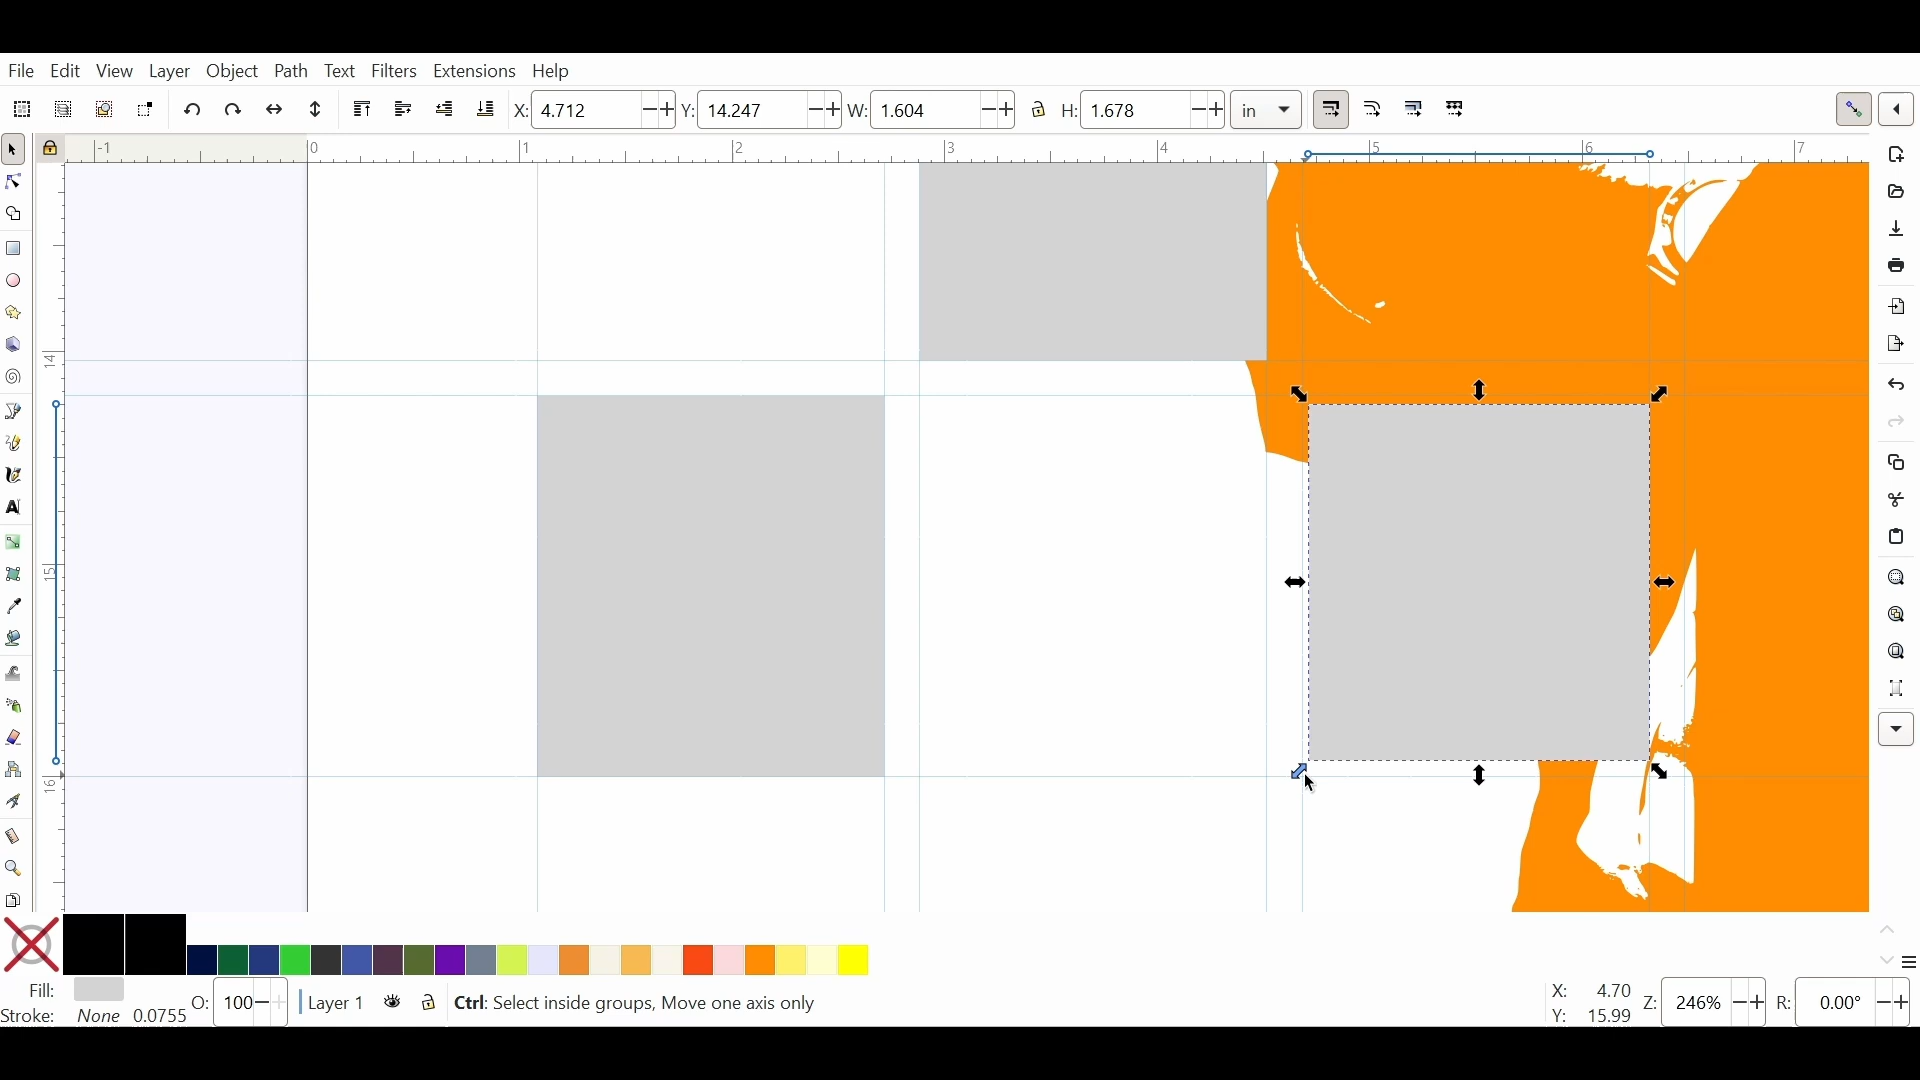 File Edit View Layer Object Path Text Filters Extensions Help
X: 4.712 Y: 14.247 W: 1.604 H: 1.678 in
-1 0 1 2 3 4 5 6 7
14
15
16
Fill: O: 100 Layer 1 Ctrl: Select inside groups, Move one axis only X: 4.70 Z: 246% R: 0.00°
Stroke: None 0.0755 Y: 15.99